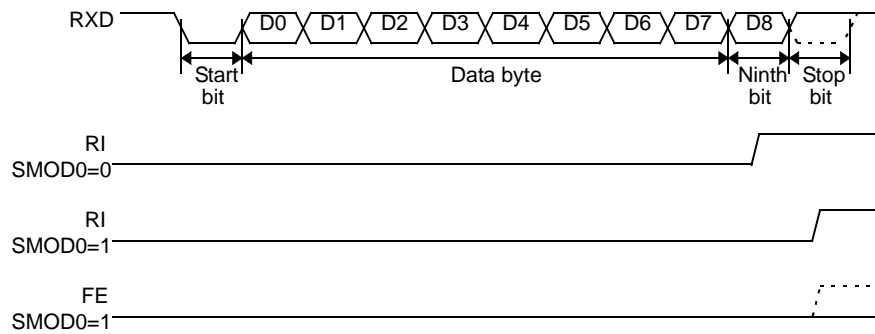 RXD D0 D1 D2 D3 D4 D5 D6 D7 D8
Start bit
Data byte
Ninth bit
Stop bit
RI
SMOD0=0
RI
SMOD0=1
FE
SMOD0=1